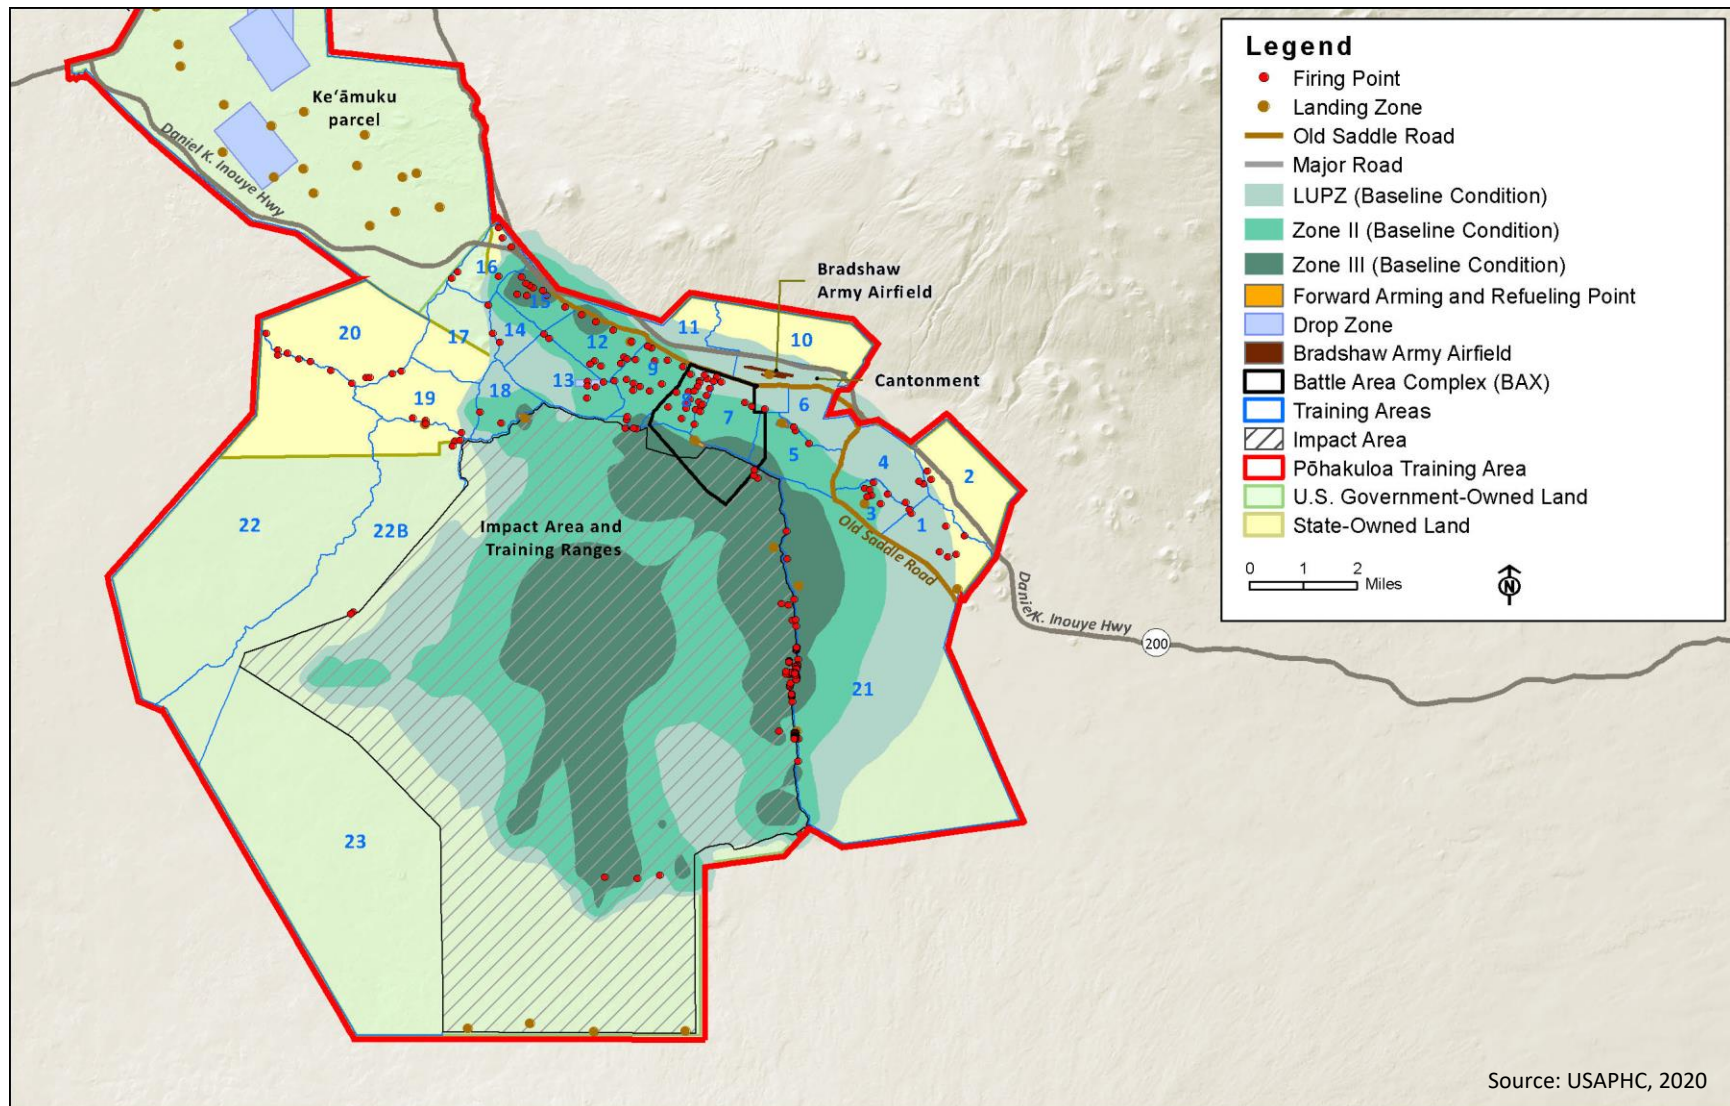 Ke‘āmuku
parcel
Daniel K. Inouye Hwy
Bradshaw
Army Airfield
Cantonment
16
15
20
17
14
12
11
10
13
9
19
18
8
7
6
5
4
2
3
1
22
22B
Impact Area and
Training Ranges
Old Saddle Road
Daniel K. Inouye Hwy
200
21
23
Legend
Firing Point
Landing Zone
Old Saddle Road
Major Road
LUPZ (Baseline Condition)
Zone II (Baseline Condition)
Zone III (Baseline Condition)
Forward Arming and Refueling Point
Drop Zone
Bradshaw Army Airfield
Battle Area Complex (BAX)
Training Areas
Impact Area
Pōhakuloa Training Area
U.S. Government-Owned Land
State-Owned Land
0 1 2
Miles
N
Source: USAPHC, 2020